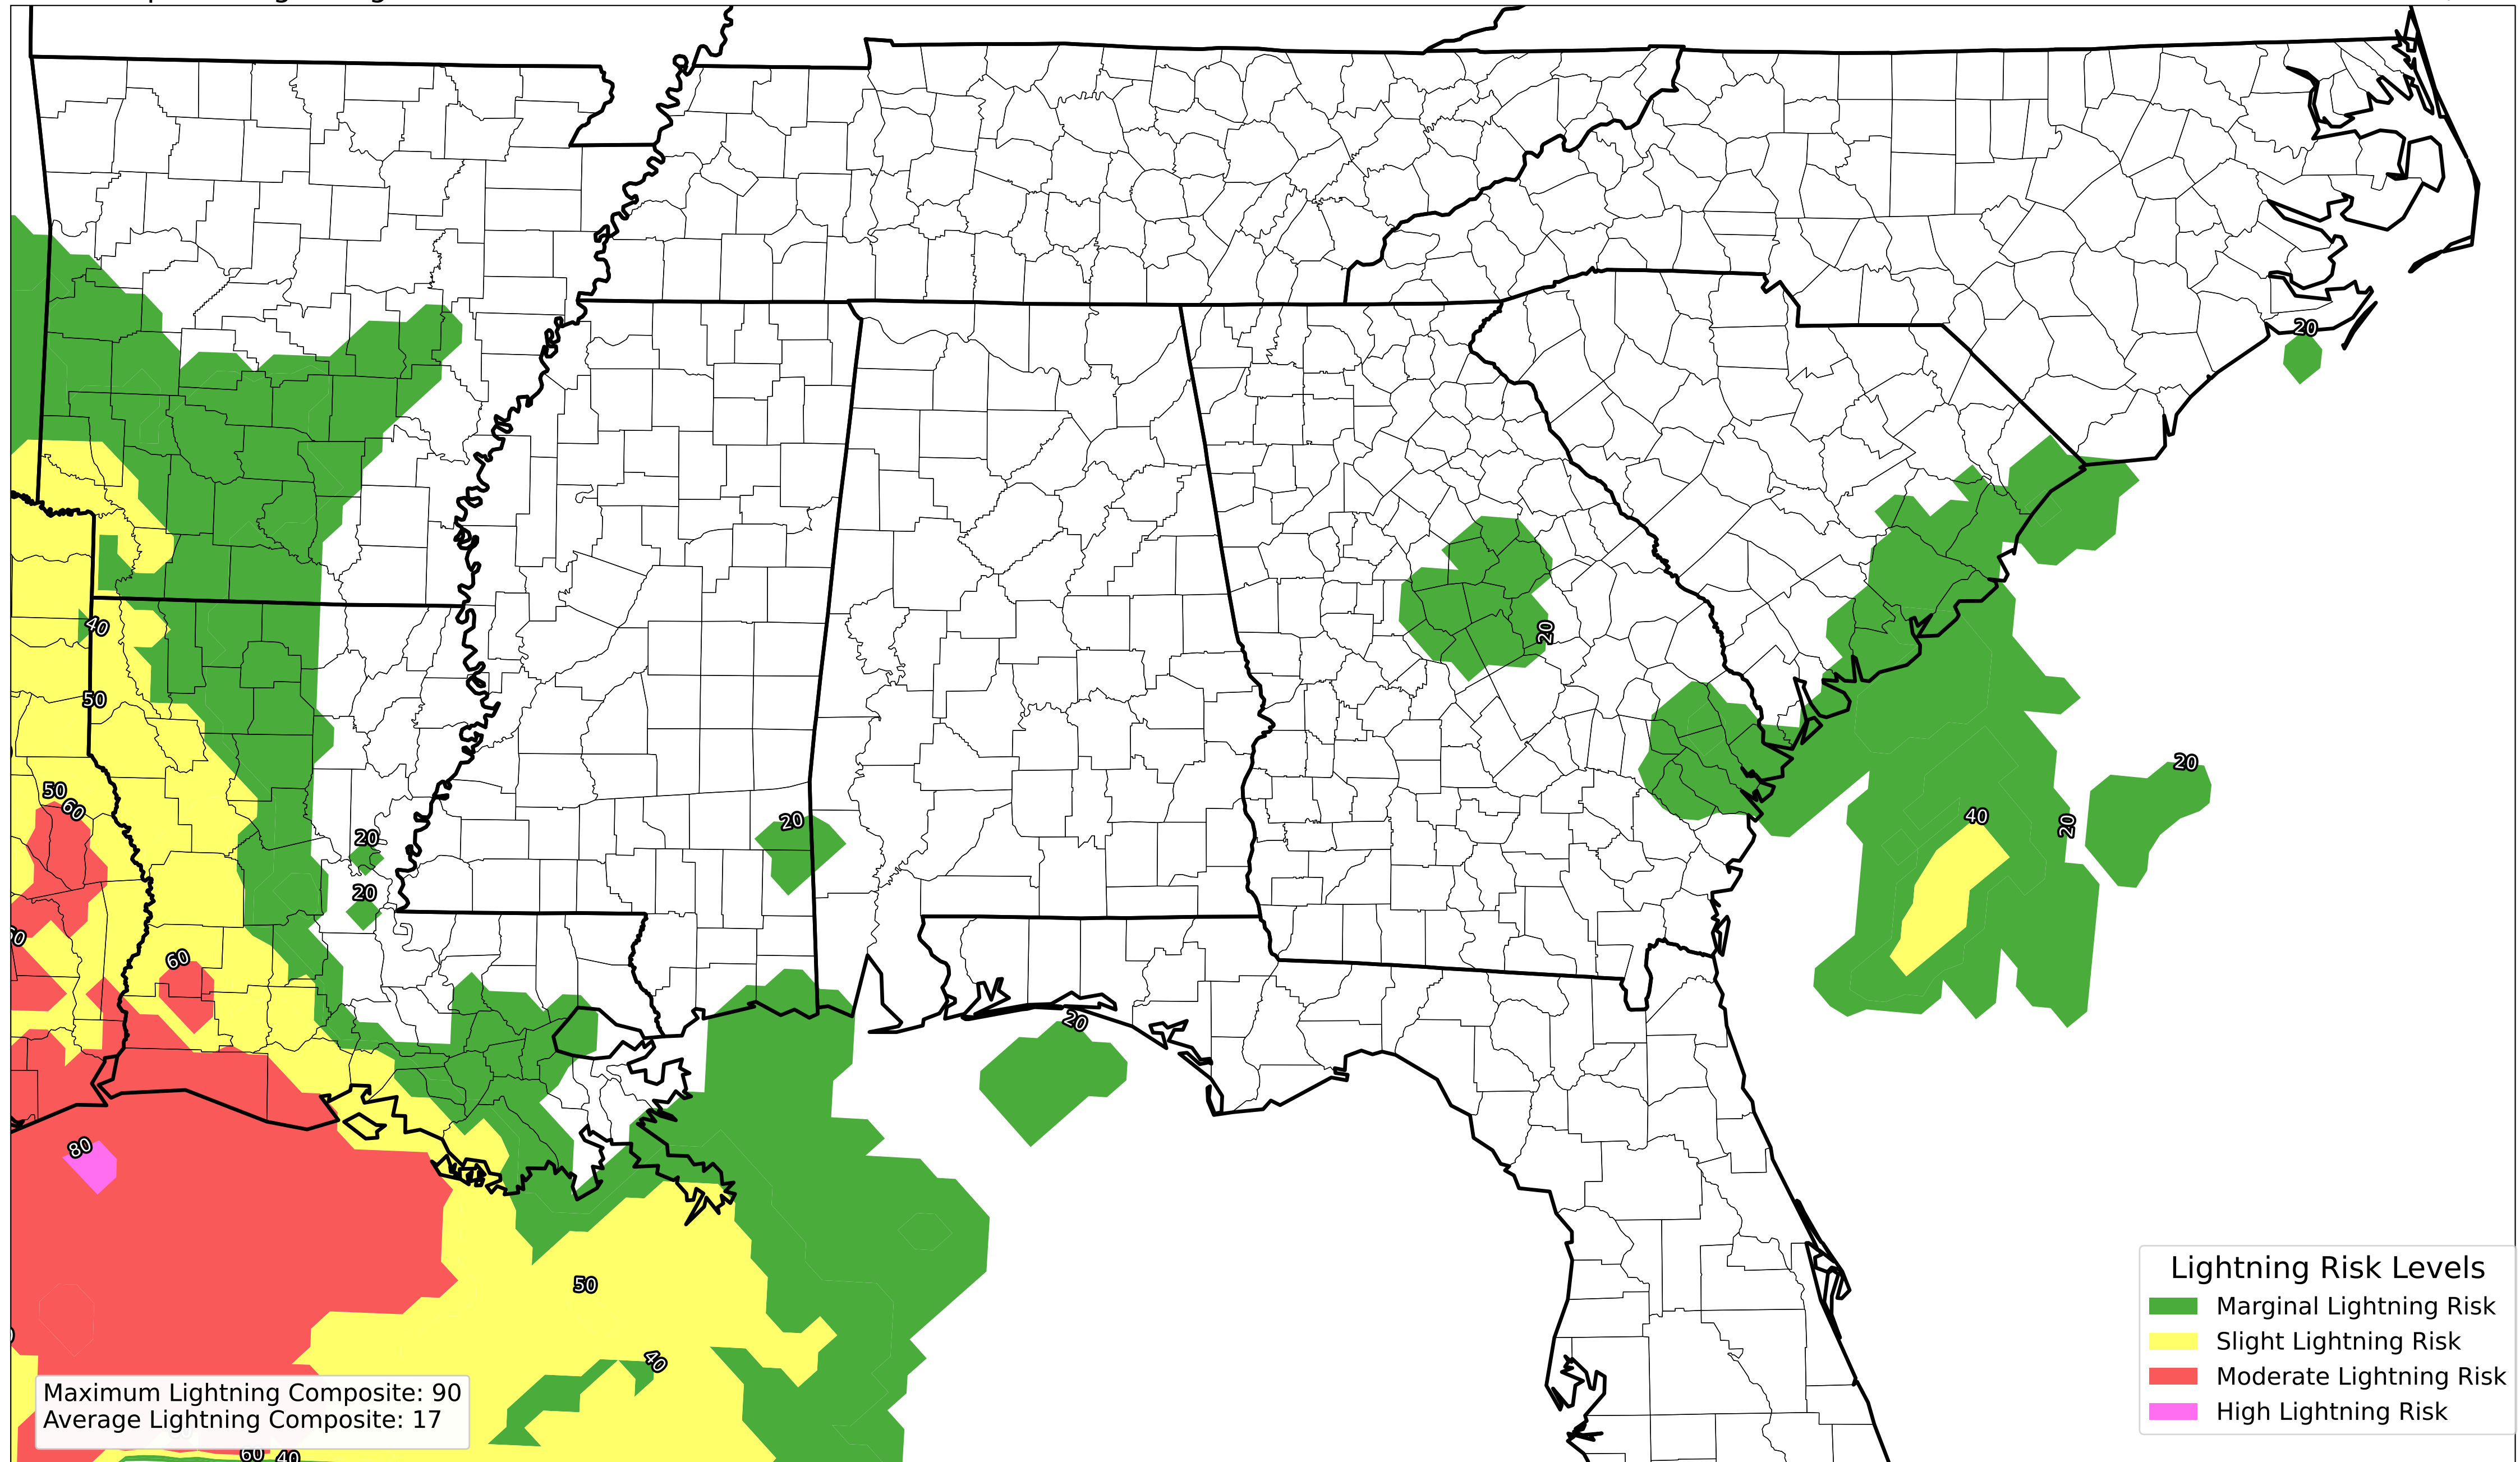 20
40
50
50
60
20
20
20
20
20
40
20
20
60
20
80
50
40
Lightning Risk Levels
Marginal Lightning Risk
Slight Lightning Risk
Moderate Lightning Risk
High Lightning Risk
Maximum Lightning Composite: 90
Average Lightning Composite: 17
60
40